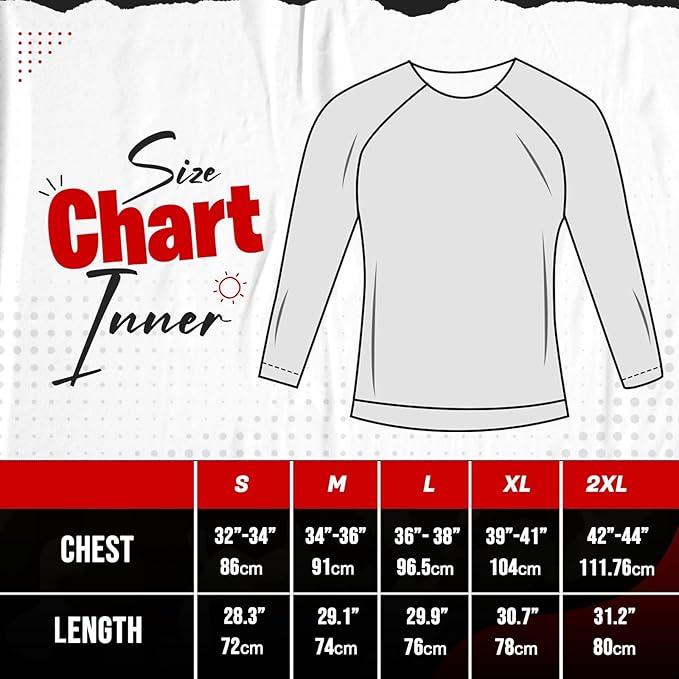 Size
Chart
Inner
S M L XL 2XL
CHEST
32”-34” 34”-36” 36”- 38” 39”-41” 42”-44”
86cm 91cm 96.5cm 104cm 111.76cm
LENGTH
28.3” 29.1” 29.9” 30.7” 31.2”
72cm 74cm 76cm 78cm 80cm